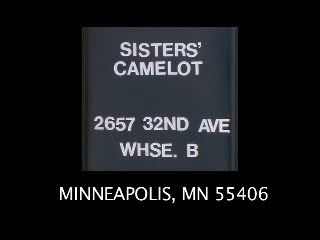 SISTERS'
CAMELOT
2657 32ND AVE
WHSE. B
MINNEAPOLIS, MN 55406